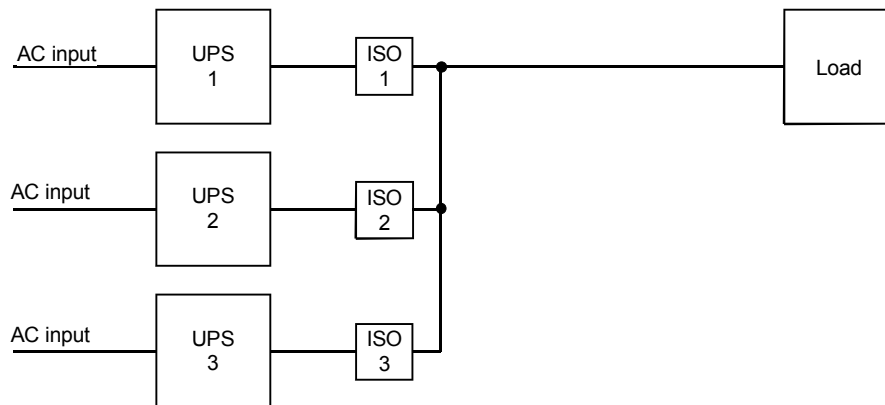 AC input
UPS
1
ISO
1
Load
AC input
UPS
2
ISO
2
AC input
UPS
3
ISO
3